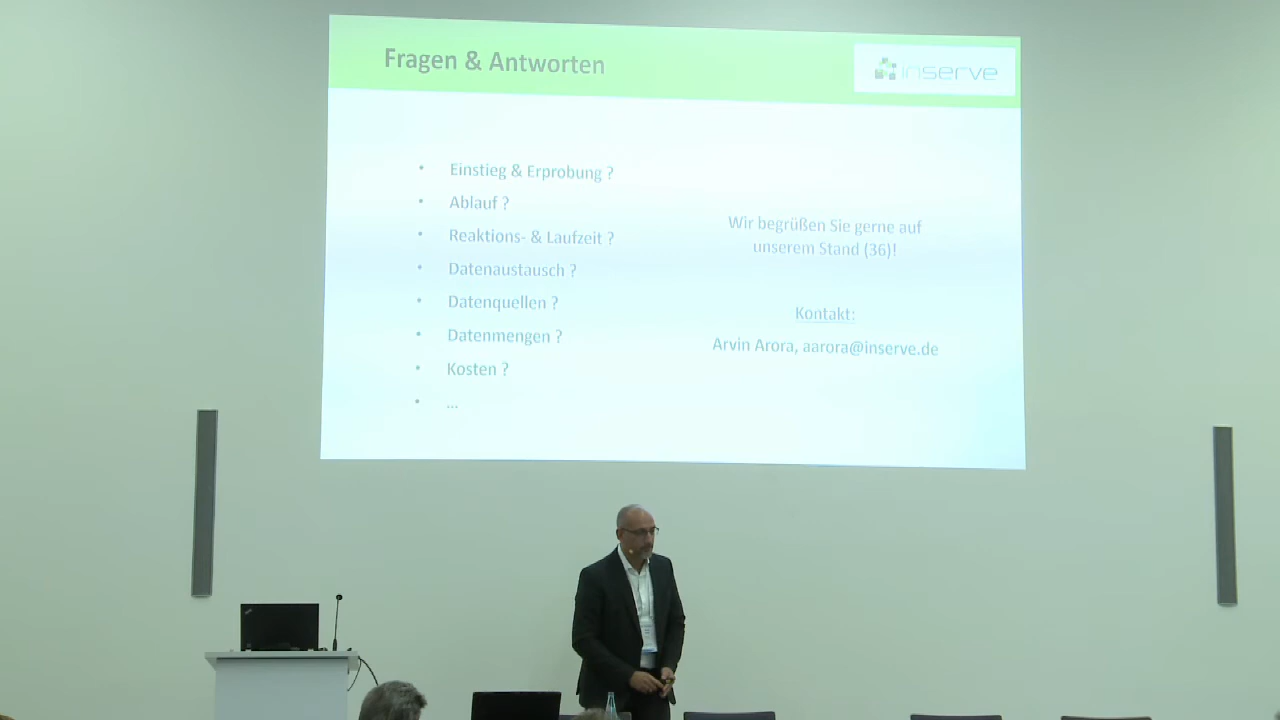 Fragen & Antworten
inserve
• Einstieg & Erprobung ?
• Ablauf ?
• Reaktions- & Laufzeit ?
• Datenaustausch ?
• Datenquellen ?
• Datenmengen ?
• Kosten ?
• ...
Wir begrüßen Sie gerne auf
unserem Stand (36)!
Kontakt:
Arvin Arora, aarora@inserve.de